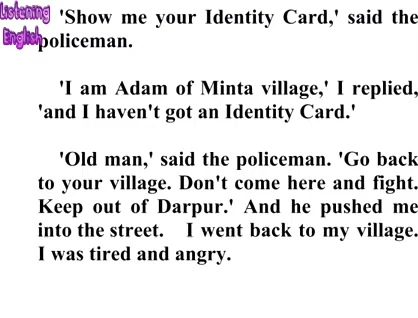 Listening
English
'Show me your Identity Card,' said the
policeman.
'I am Adam of Minta village,' I replied,
'and I haven't got an Identity Card.'
'Old man,' said the policeman. 'Go back
to your village. Don't come here and fight.
Keep out of Darpur.' And he pushed me
into the street. I went back to my village.
I was tired and angry.